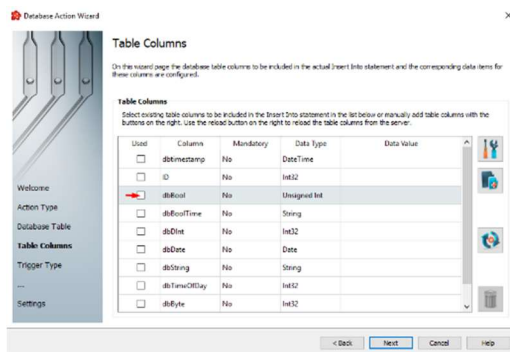 Database Action Wizard
Table Columns
On this wizard page the database table columns to be included in the actual Insert Into statement and the corresponding data items for
these columns are configured.
Table Columns
Select existing table columns to be included in the Insert Into statement in the list below or manually add table columns with the
buttons on the right. Use the reload button on the right to reload the table columns from the server.
Used Column Mandatory Data Type Data Value
dbtimestamp No DateTime
ID No Int32
dbBool No Unsigned Int
dbBoolTime No String
dbDInt No Int32
dbDate No Date
dbString No String
dbTimeOfDay No Int32
dbByte No Int32
Welcome
Action Type
Database Table
Table Columns
Trigger Type
...
Settings
< Back Next Cancel Help